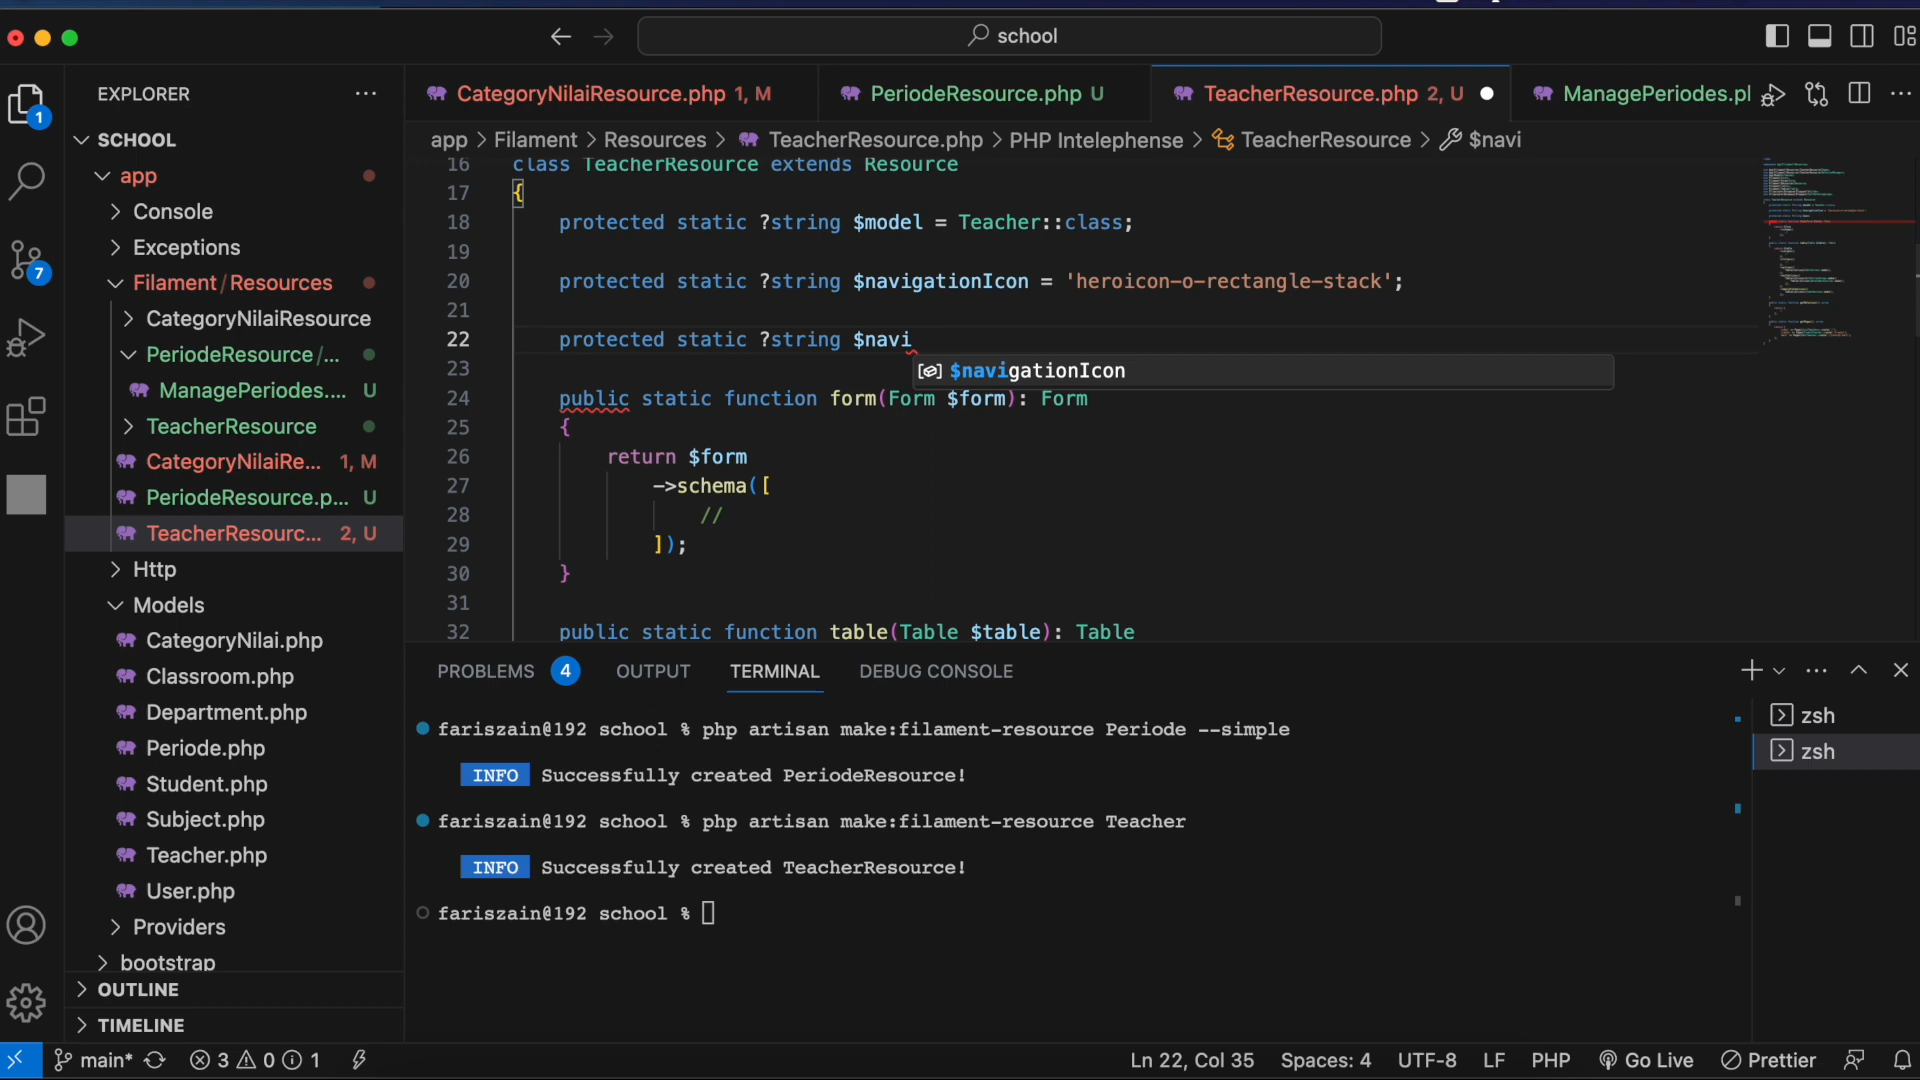 school
EXPLORER
SCHOOL
app
Console
Exceptions
Filament/Resources
CategoryNilaiResource
PeriodeResource/...
ManagePeriodes.... U
TeacherResource
CategoryNilaiRe... 1, M
PeriodeResource.p... U
TeacherResourc... 2, U
Http
Models
CategoryNilai.php
Classroom.php
Department.php
Periode.php
Student.php
Subject.php
Teacher.php
User.php
Providers
bootstrap
OUTLINE
TIMELINE
1
7
CategoryNilaiResource.php 1, M
PeriodeResource.php U
TeacherResource.php 2, U
ManagePeriodes.pl
app > Filament > Resources > TeacherResource.php > PHP Intelephense > TeacherResource > $navi
16 class TeacherResource extends Resource
17 {
18 protected static ?string $model = Teacher::class;
19
20 protected static ?string $navigationIcon = 'heroicon-o-rectangle-stack';
21
22 protected static ?string $navi
$navigationIcon
23
24 public static function form(Form $form): Form
25 {
26 return $form
27 ->schema([
28 //
29 ]);
30 }
31
32 public static function table(Table $table): Table
PROBLEMS 4 OUTPUT TERMINAL DEBUG CONSOLE
fariszain@192 school % php artisan make:filament-resource Periode --simple
INFO Successfully created PeriodeResource!
fariszain@192 school % php artisan make:filament-resource Teacher
INFO Successfully created TeacherResource!
fariszain@192 school %
zsh
zsh
main* 3 0 1
Ln 22, Col 35 Spaces: 4 UTF-8 LF PHP Go Live Prettier